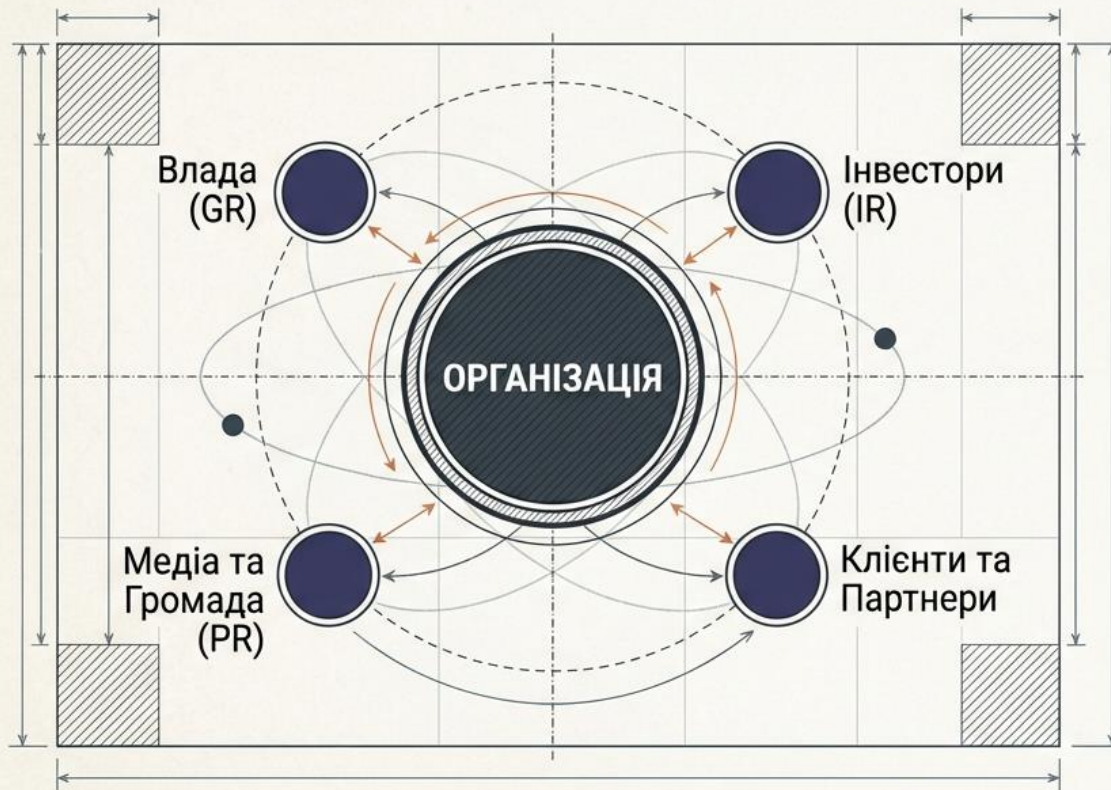 Влада
(GR)
Інвестори
(IR)
ОРГАНІЗАЦІЯ
Медіа та
Громада
(PR)
Клієнти та
Партнери